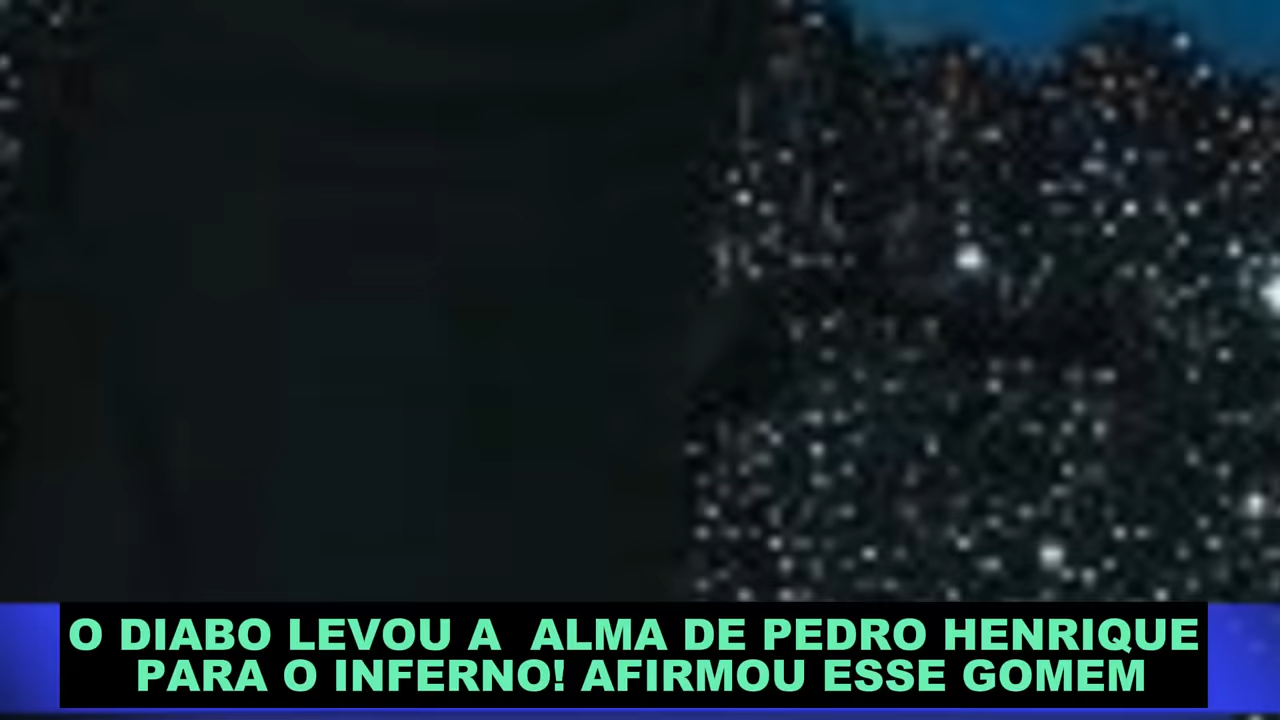 O DIABO LEVOU A  ALMA DE PEDRO HENRIQUE
PARA O INFERNO! AFIRMOU ESSE GOMEM